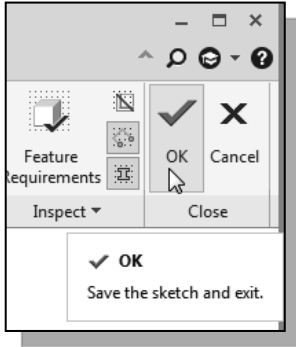 Feature
Requirements
OK
Cancel
Inspect
Close
OK
Save the sketch and exit.